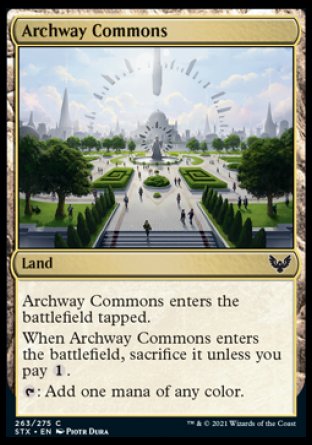 Archway Commons
Land
Archway Commons enters the
battlefield tapped.
When Archway Commons enters
the battlefield, sacrifice it unless you
pay 1.
: Add one mana of any color.
263/275 C
STX • EN Piotr Dura
™ & © 2021 Wizards of the Coast